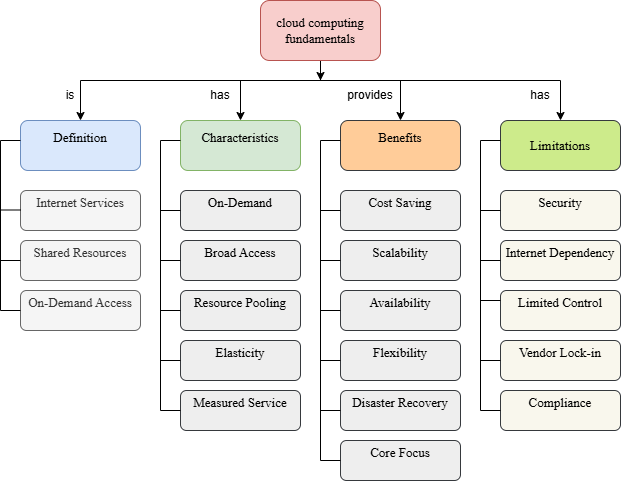 cloud computing
fundamentals
is
has
provides
has
Definition
Characteristics
Benefits
Limitations
Internet Services
On-Demand
Cost Saving
Security
Shared Resources
Broad Access
Scalability
Internet Dependency
On-Demand Access
Resource Pooling
Availability
Limited Control
Elasticity
Flexibility
Vendor Lock-in
Measured Service
Disaster Recovery
Compliance
Core Focus